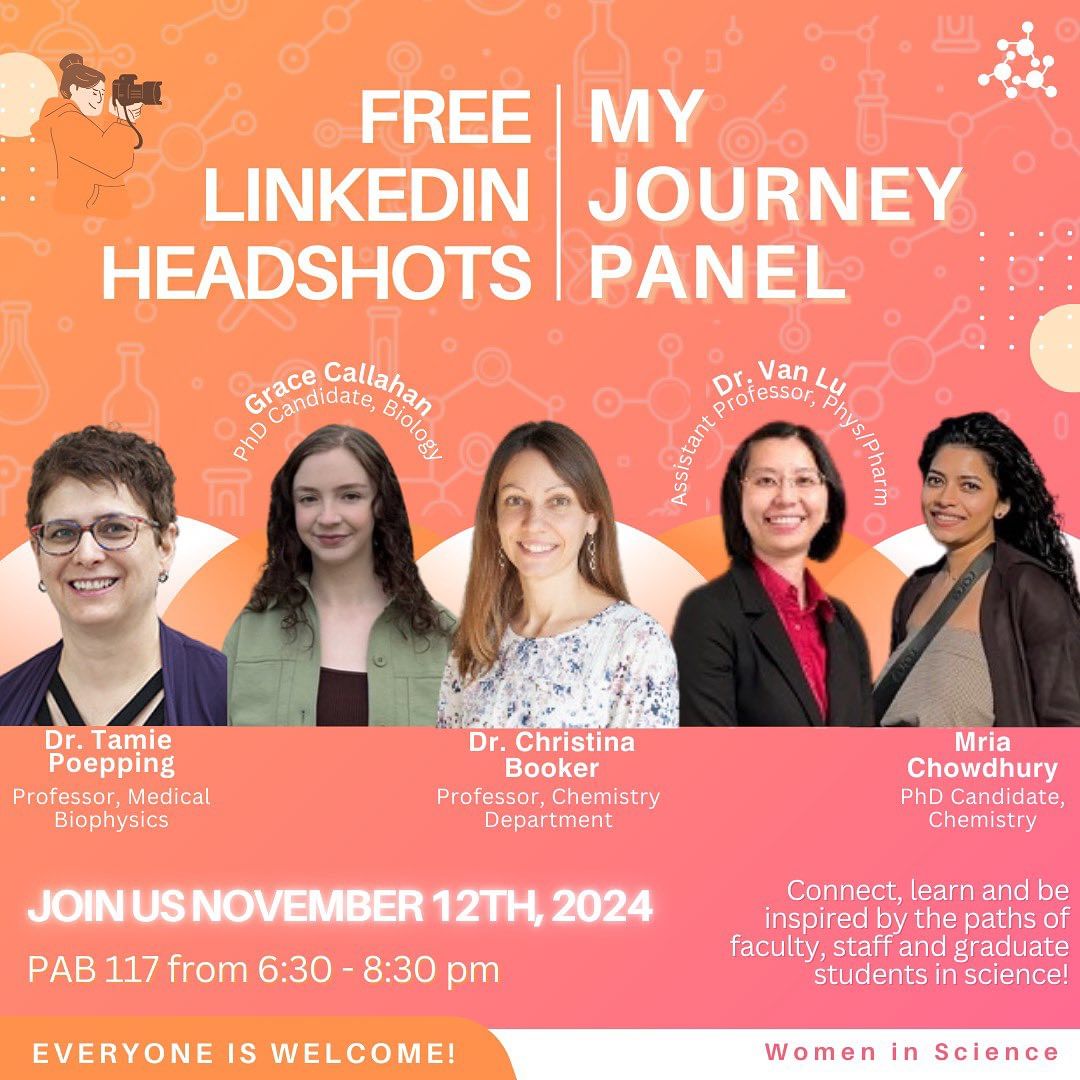 FREE
LINKEDIN
HEADSHOTS
MY
JOURNEY
PANEL
Grace Callahan
PhD Candidate, Biology
Dr. Van Lu
Assistant Professor, Phys/Pharm
Dr. Tamie
Poepping
Professor, Medical
Biophysics
Dr. Christina
Booker
Professor, Chemistry
Department
Mria
Chowdhury
PhD Candidate,
Chemistry
JOIN US NOVEMBER 12TH, 2024
PAB 117 from 6:30 - 8:30 pm
Connect, learn and be
inspired by the paths of
faculty, staff and graduate
students in science!
EVERYONE IS WELCOME!
Women in Science